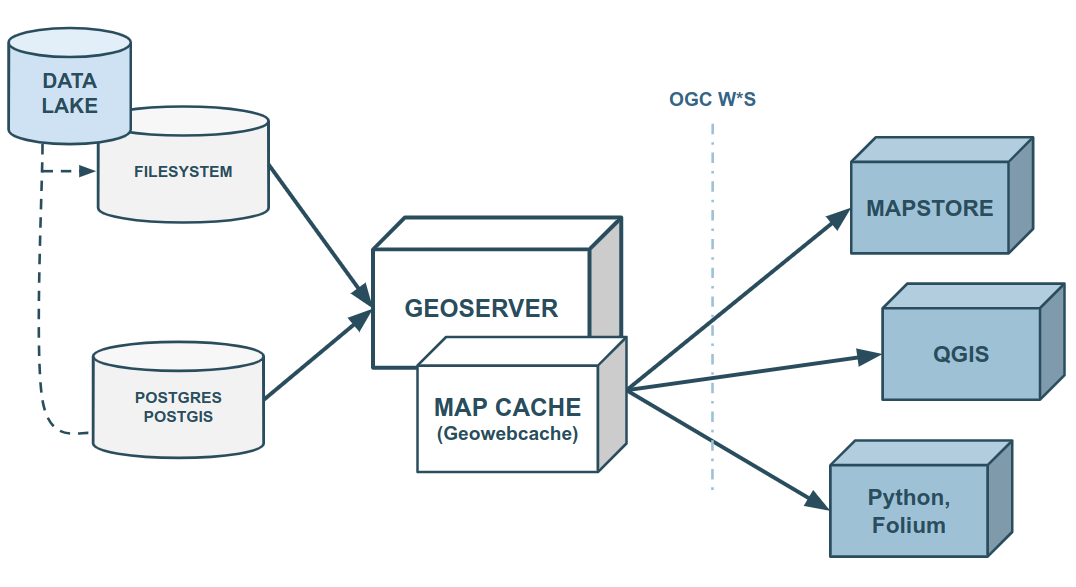 DATA
LAKE
FILESYSTEM
POSTGRES
POSTGIS
GEOSERVER
MAP CACHE
(Geowebcache)
OGC W*S
MAPSTORE
QGIS
Python,
Folium